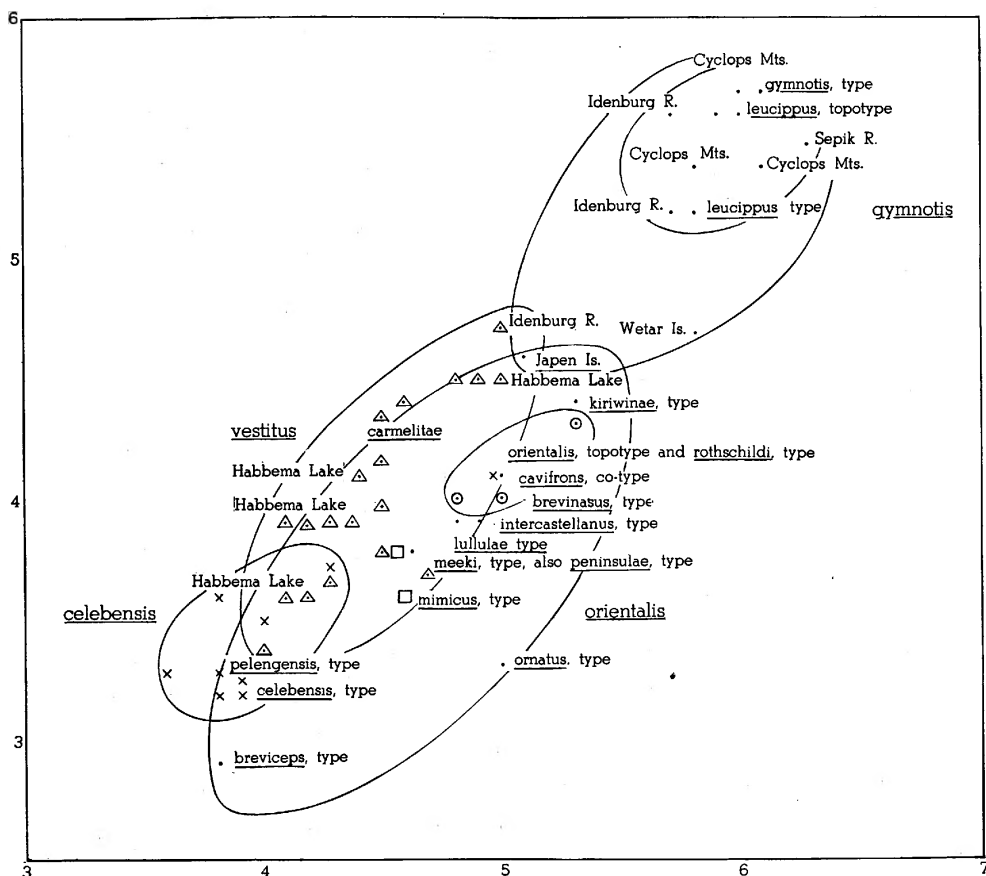 6
Cyclops Mts.
gymnotis, type
Idenburg R.
leucippus, topotype
Sepik R.
Cyclops Mts.
Cyclops Mts.
Idenburg R.
leucippus type
gymnotis
5
Idenburg R.
Wetar Is.
Japen Is.
Habbema Lake
kiriwinae, type
vestitus
carmelitae
orientalis, topotype and rothschildi, type
Habbema Lake
cavifrons, co-type
4
Habbema Lake
brevinasus, type
intercastellanus, type
lullulae type
meeki, type, also peninsulae, type
Habbema Lake
mimicus, type
celebensis
orientalis
pelengensis, type
ornatus, type
celebensis, type
3
breviceps, type
3
4
5
6
7